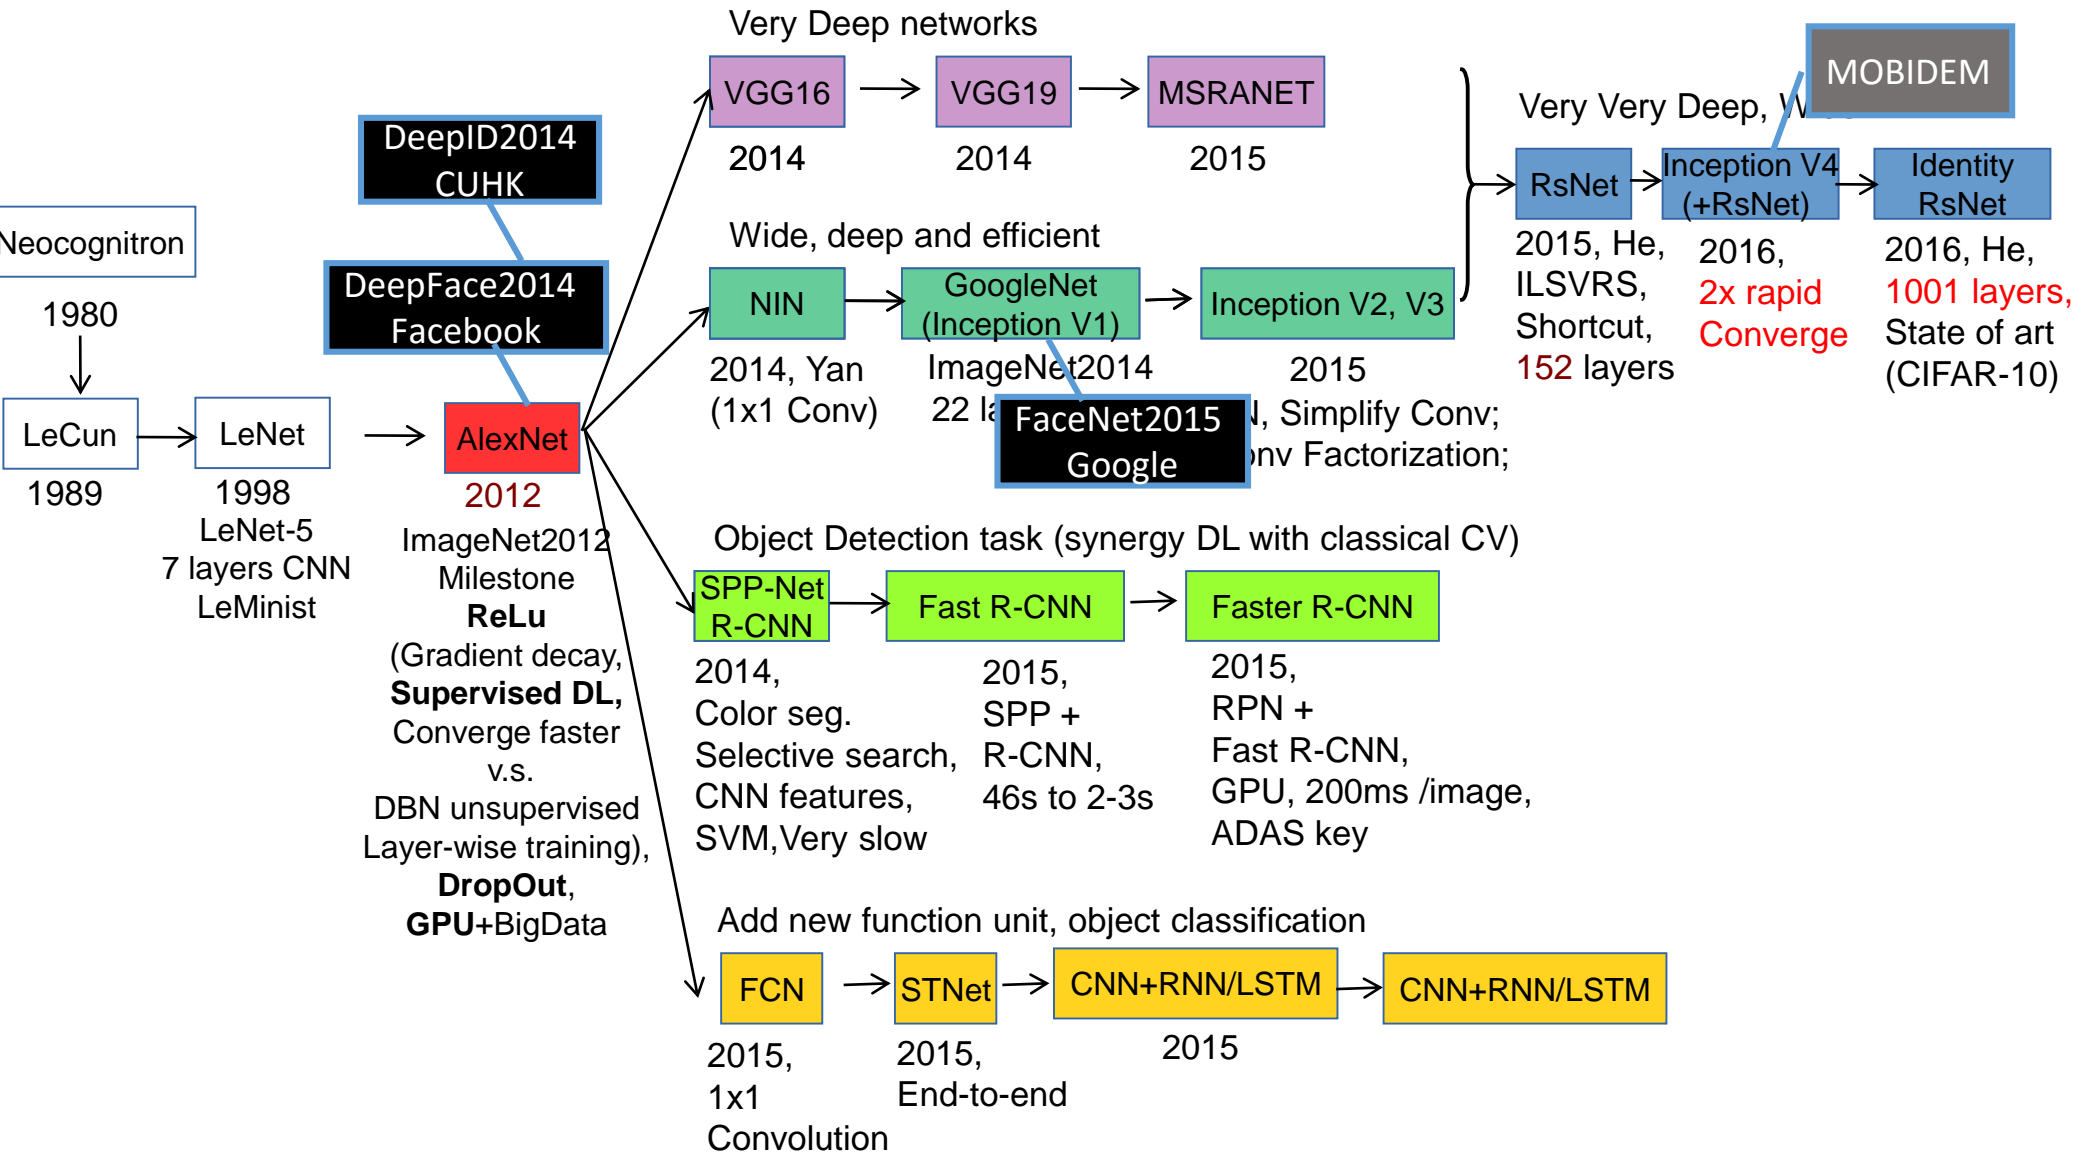 Very Deep networks
VGG16
VGG19
MSRANET
2014
2014
2015
MOBIDEM
Very Very Deep,
RsNet
Inception V4
(+RsNet)
Identity
RsNet
2015, He,
ILSVRS,
Shortcut,
152 layers
2016,
2x rapid
Converge
2016, He,
1001 layers,
State of art
(CIFAR-10)
DeepID2014
CUHK
DeepFace2014
Facebook
Neocognitron
1980
LeCun
1989
LeNet
1998
LeNet-5
7 layers CNN
LeMinist
AlexNet
2012
ImageNet2012
Milestone
ReLu
(Gradient decay,
Supervised DL,
Converge faster
v.s.
DBN unsupervised
Layer-wise training),
DropOut,
GPU+BigData
Wide, deep and efficient
NIN
GoogleNet
(Inception V1)
Inception V2, V3
2014, Yan
(1x1 Conv)
ImageNet2014
22
FaceNet2015
Google
2015
Simplify Conv;
Factorization;
Object Detection task (synergy DL with classical CV)
SPP-Net
R-CNN
Fast R-CNN
Faster R-CNN
2014,
Color seg.
Selective search,
CNN features,
SVM,Very slow
2015,
SPP +
R-CNN,
46s to 2-3s
2015,
RPN +
Fast R-CNN,
GPU, 200ms /image,
ADAS key
Add new function unit, object classification
FCN
STNet
CNN+RNN/LSTM
CNN+RNN/LSTM
2015,
1x1
Convolution
2015,
End-to-end
2015